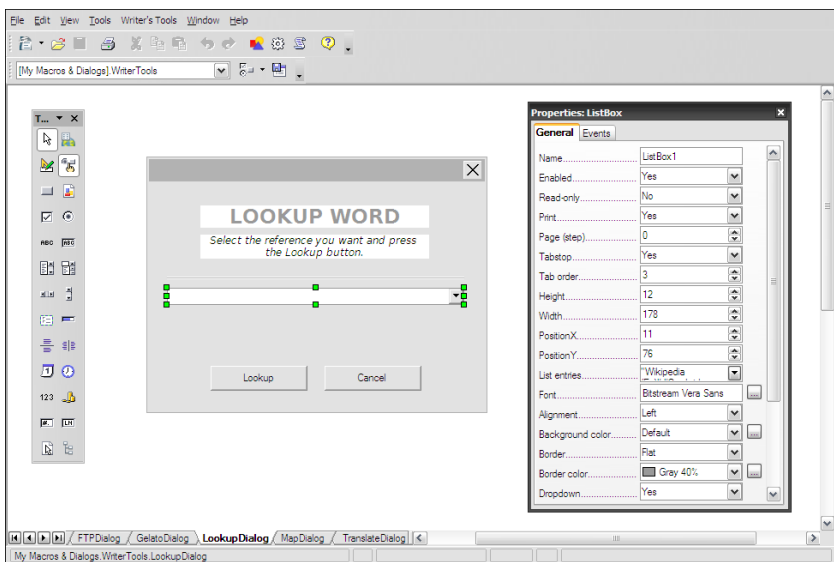 File Edit View Tools Writer's Tools Window Help
[My Macros & Dialogs].WriterTools
T...
ABC
123
LOOKUP WORD
Select the reference you want and press
the Lookup button.
Lookup Cancel
Properties: ListBox
General Events
Name ListBox1
Enabled Yes
Read-only No
Print Yes
Page (step) 0
Tabstop Yes
Tab order 3
Height 12
Width 178
PositionX 11
PositionY 76
List entries "Wikipedia
Font Bitstream Vera Sans ...
Alignment Left
Background color Default ...
Border Flat
Border color Gray 40% ...
Dropdown Yes
FTPDialog GelatoDialog LookupDialog MapDialog TranslateDialog
My Macros & Dialogs.WriterTools.LookupDialog